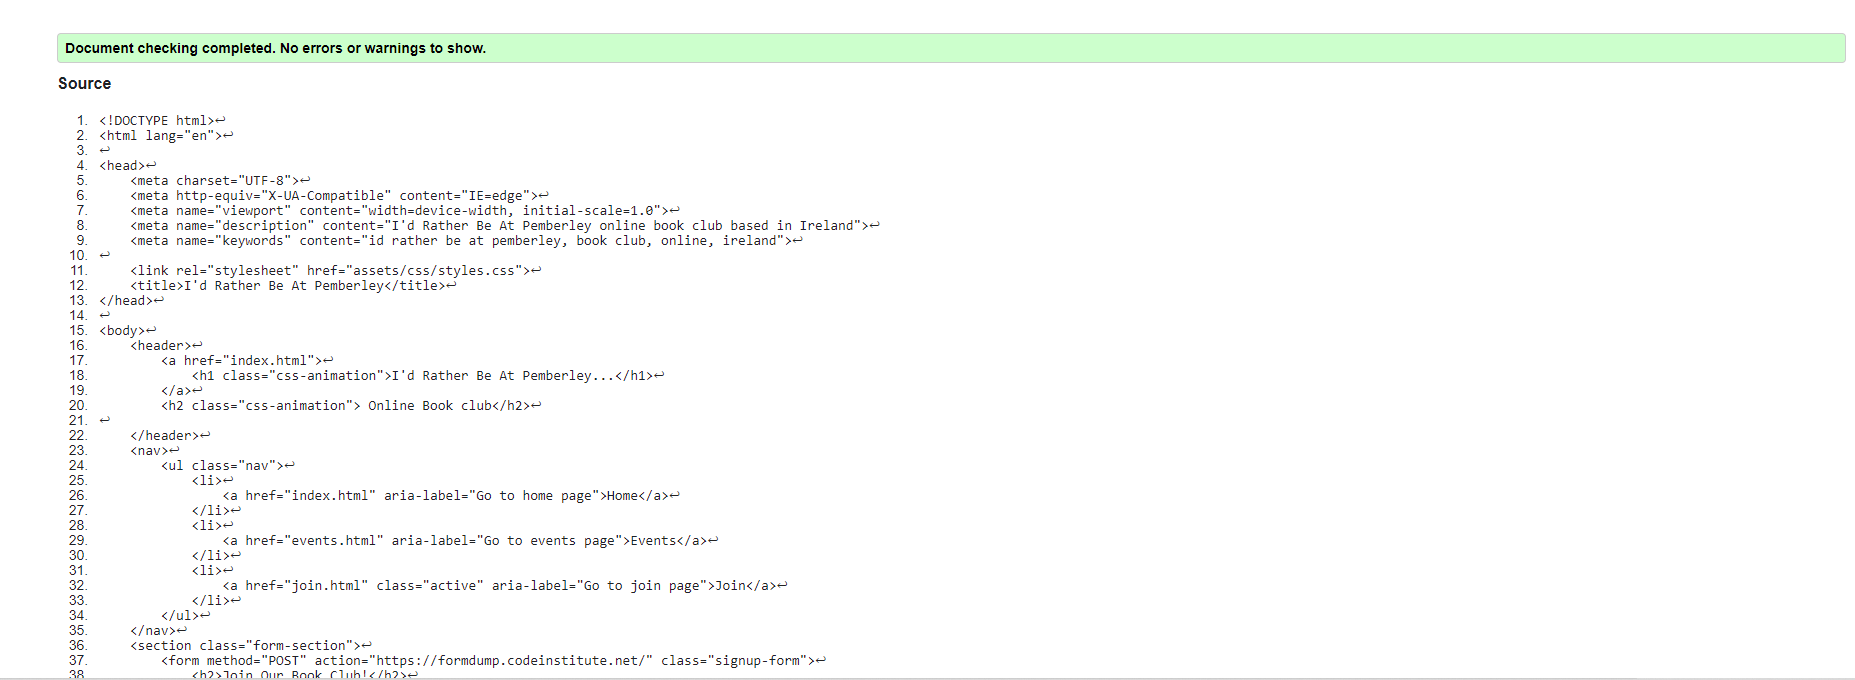 Document checking completed. No errors or warnings to show.
Source
1. <!DOCTYPE html>↩
2. <html lang="en">↩
3. ↩
4. <head>↩
5.     <meta charset="UTF-8">↩
6.     <meta http-equiv="X-UA-Compatible" content="IE=edge">↩
7.     <meta name="viewport" content="width=device-width, initial-scale=1.0">↩
8.     <meta name="description" content="I'd Rather Be At Pemberley online book club based in Ireland">↩
9.     <meta name="keywords" content="id rather be at pemberley, book club, online, ireland">↩
10. ↩
11.     <link rel="stylesheet" href="assets/css/styles.css">↩
12.     <title>I'd Rather Be At Pemberley</title>↩
13. </head>↩
14. ↩
15. <body>↩
16.     <header>↩
17.         <a href="index.html">↩
18.             <h1 class="css-animation">I'd Rather Be At Pemberley...</h1>↩
19.         </a>↩
20.         <h2 class="css-animation"> Online Book club</h2>↩
21. ↩
22.     </header>↩
23.     <nav>↩
24.         <ul class="nav">↩
25.             <li>↩
26.                 <a href="index.html" aria-label="Go to home page">Home</a>↩
27.             </li>↩
28.             <li>↩
29.                 <a href="events.html" aria-label="Go to events page">Events</a>↩
30.             </li>↩
31.             <li>↩
32.                 <a href="join.html" class="active" aria-label="Go to join page">Join</a>↩
33.             </li>↩
34.         </ul>↩
35.     </nav>↩
36.     <section class="form-section">↩
37.         <form method="POST" action="https://formdump.codeinstitute.net/" class="signup-form">↩
38.             <h2>Join Our Book Club!</h2>↩